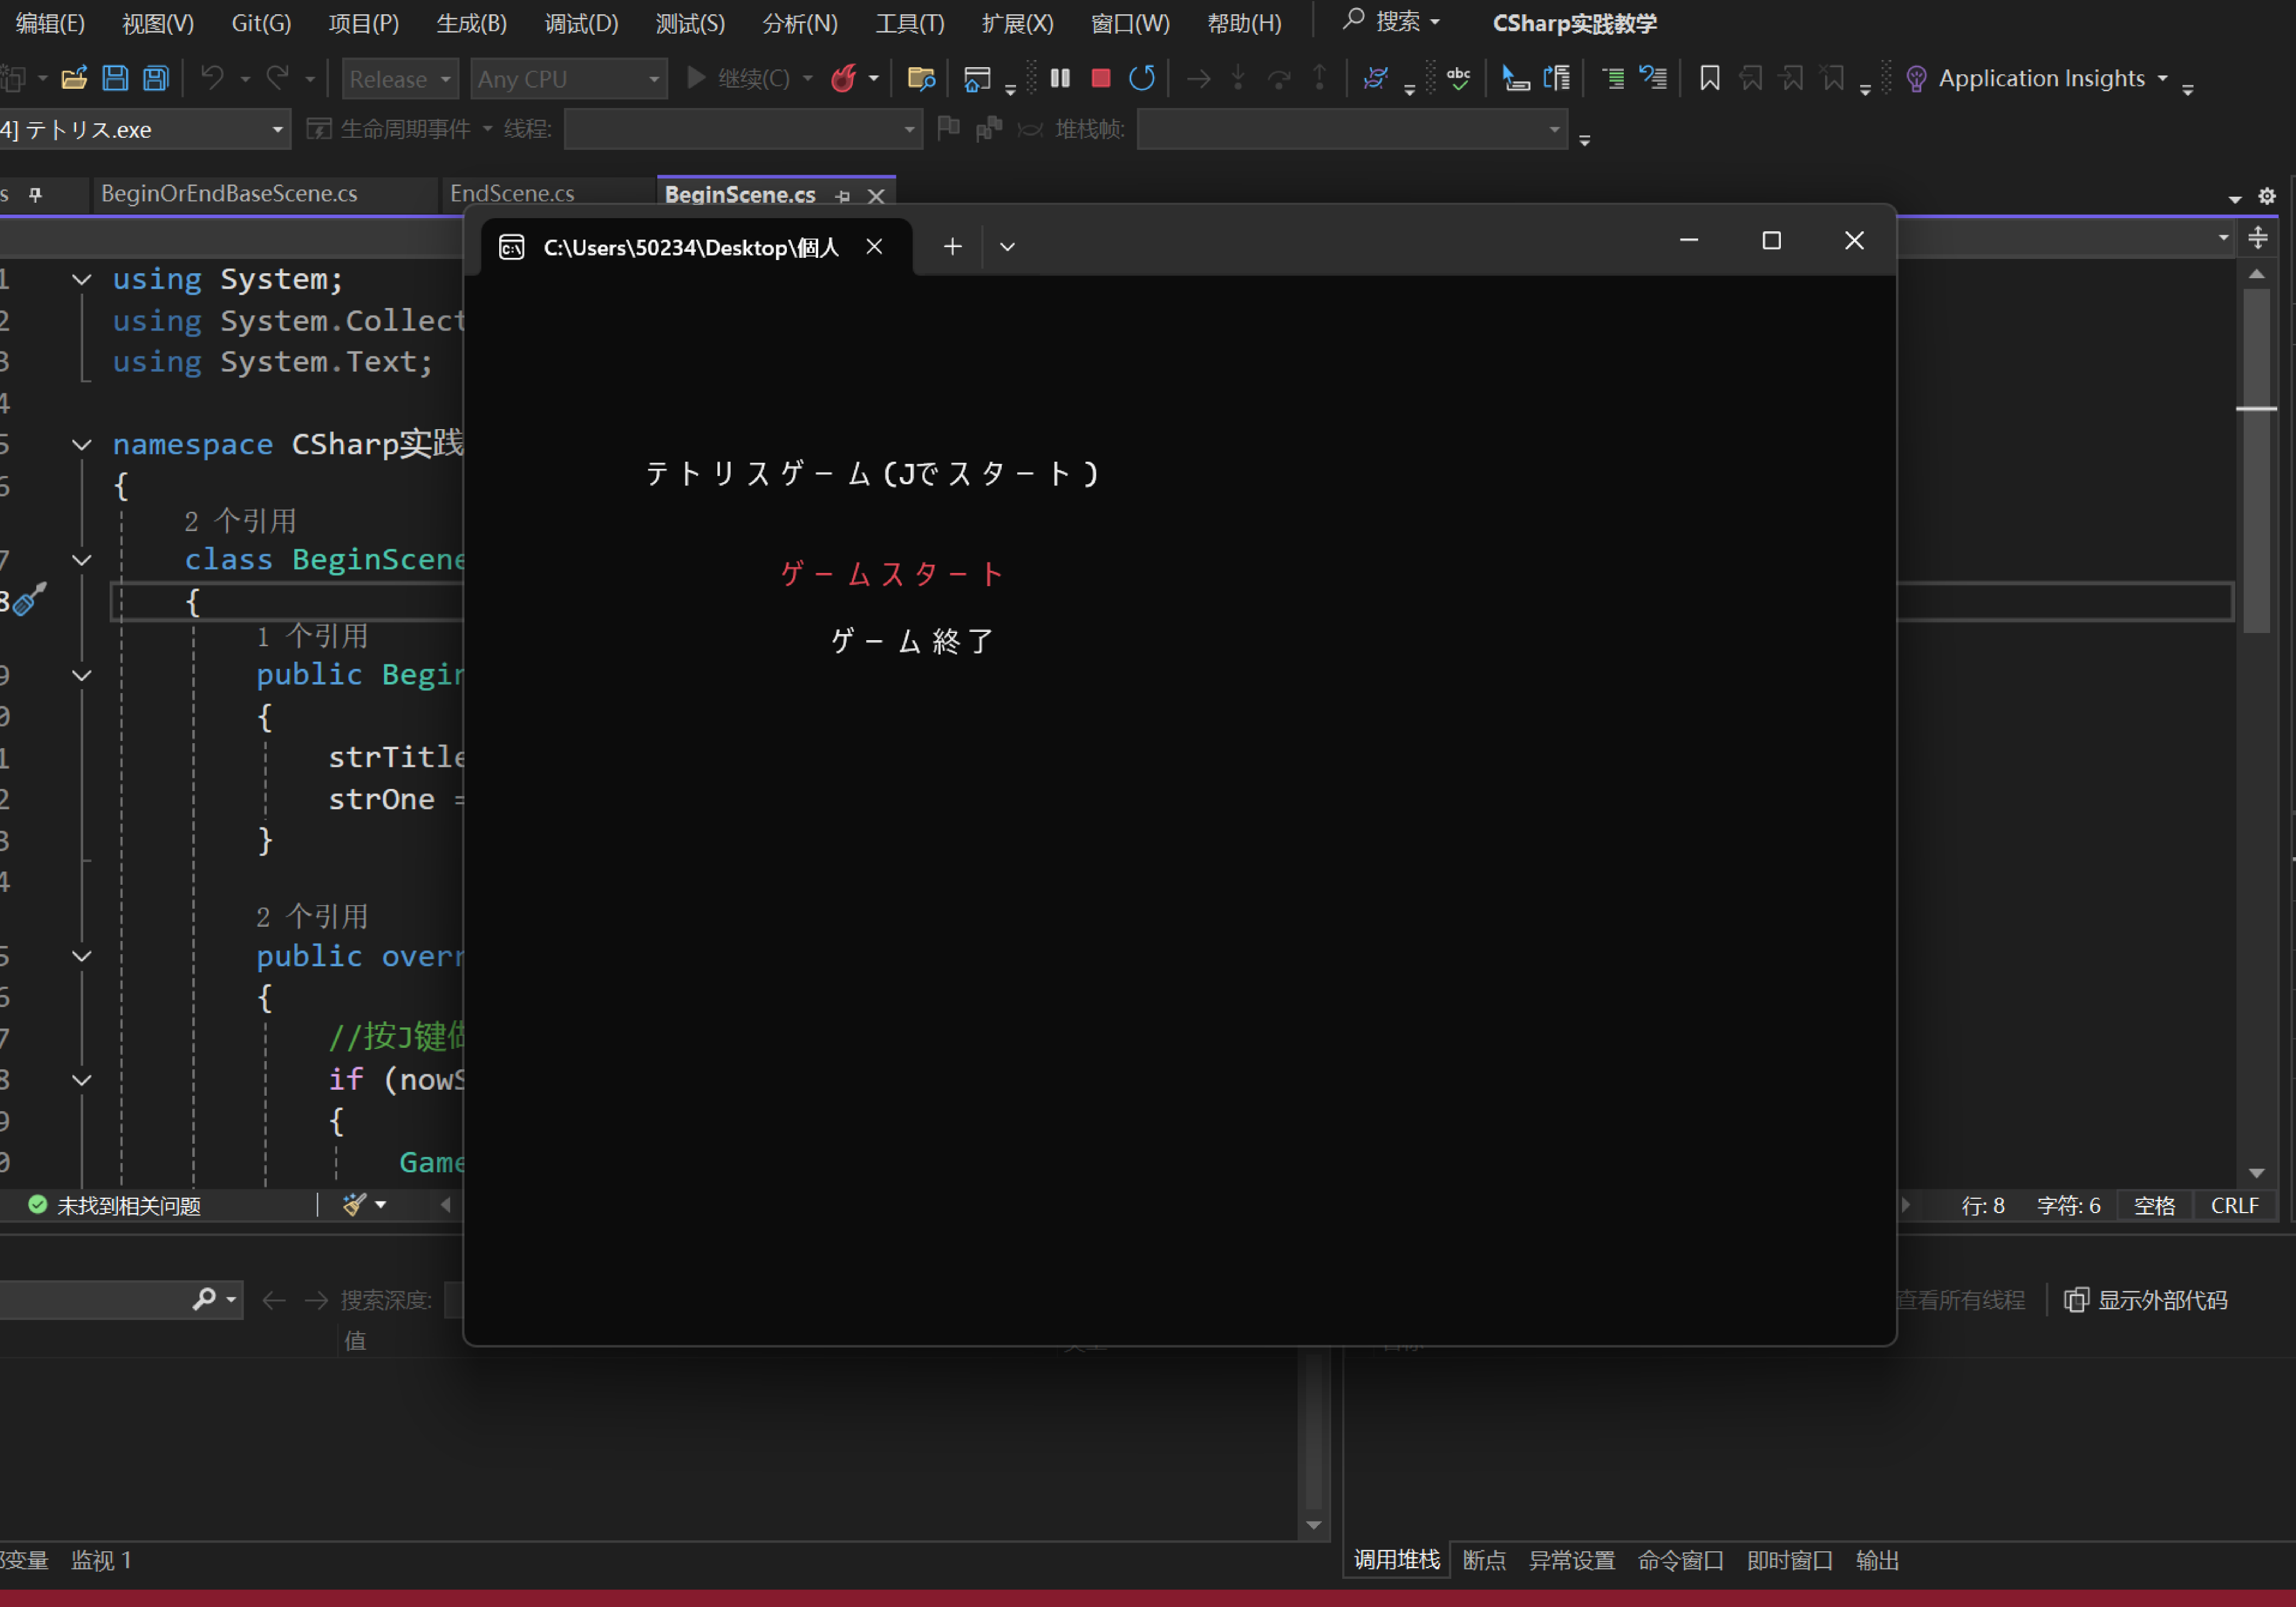 编辑(E) 视图(V) Git(G) 项目(P) 生成(B) 调试(D) 测试(S) 分析(N) 工具(T) 扩展(X) 窗口(W) 帮助(H) 搜索 CSharp实践教学
Release Any CPU 继续(C) Application Insights
4] テトリス.exe 生命周期事件 线程: 堆栈帧:
s BeginOrEndBaseScene.cs EndScene.cs BeginScene.cs
C:\Users\50234\Desktop\個人
1 using System;
2 using System.Collect
3 using System.Text;
4
5 namespace CSharp实践
6 {
2 个引用
7 class BeginScene
8 {
1 个引用
9 public Begin
0 {
1 strTitle
2 strOne =
3 }
4
2 个引用
5 public overr
6 {
7 //按J键做
8 if (nowS
9 {
0 Game
テトリスゲーム(Jでスタート)
ゲームスタート
ゲーム終了
未找到相关问题 行: 8 字符: 6 空格 CRLF
搜索深度: 查看所有线程 显示外部代码
值
变量 监视 1 调用堆栈 断点 异常设置 命令窗口 即时窗口 输出